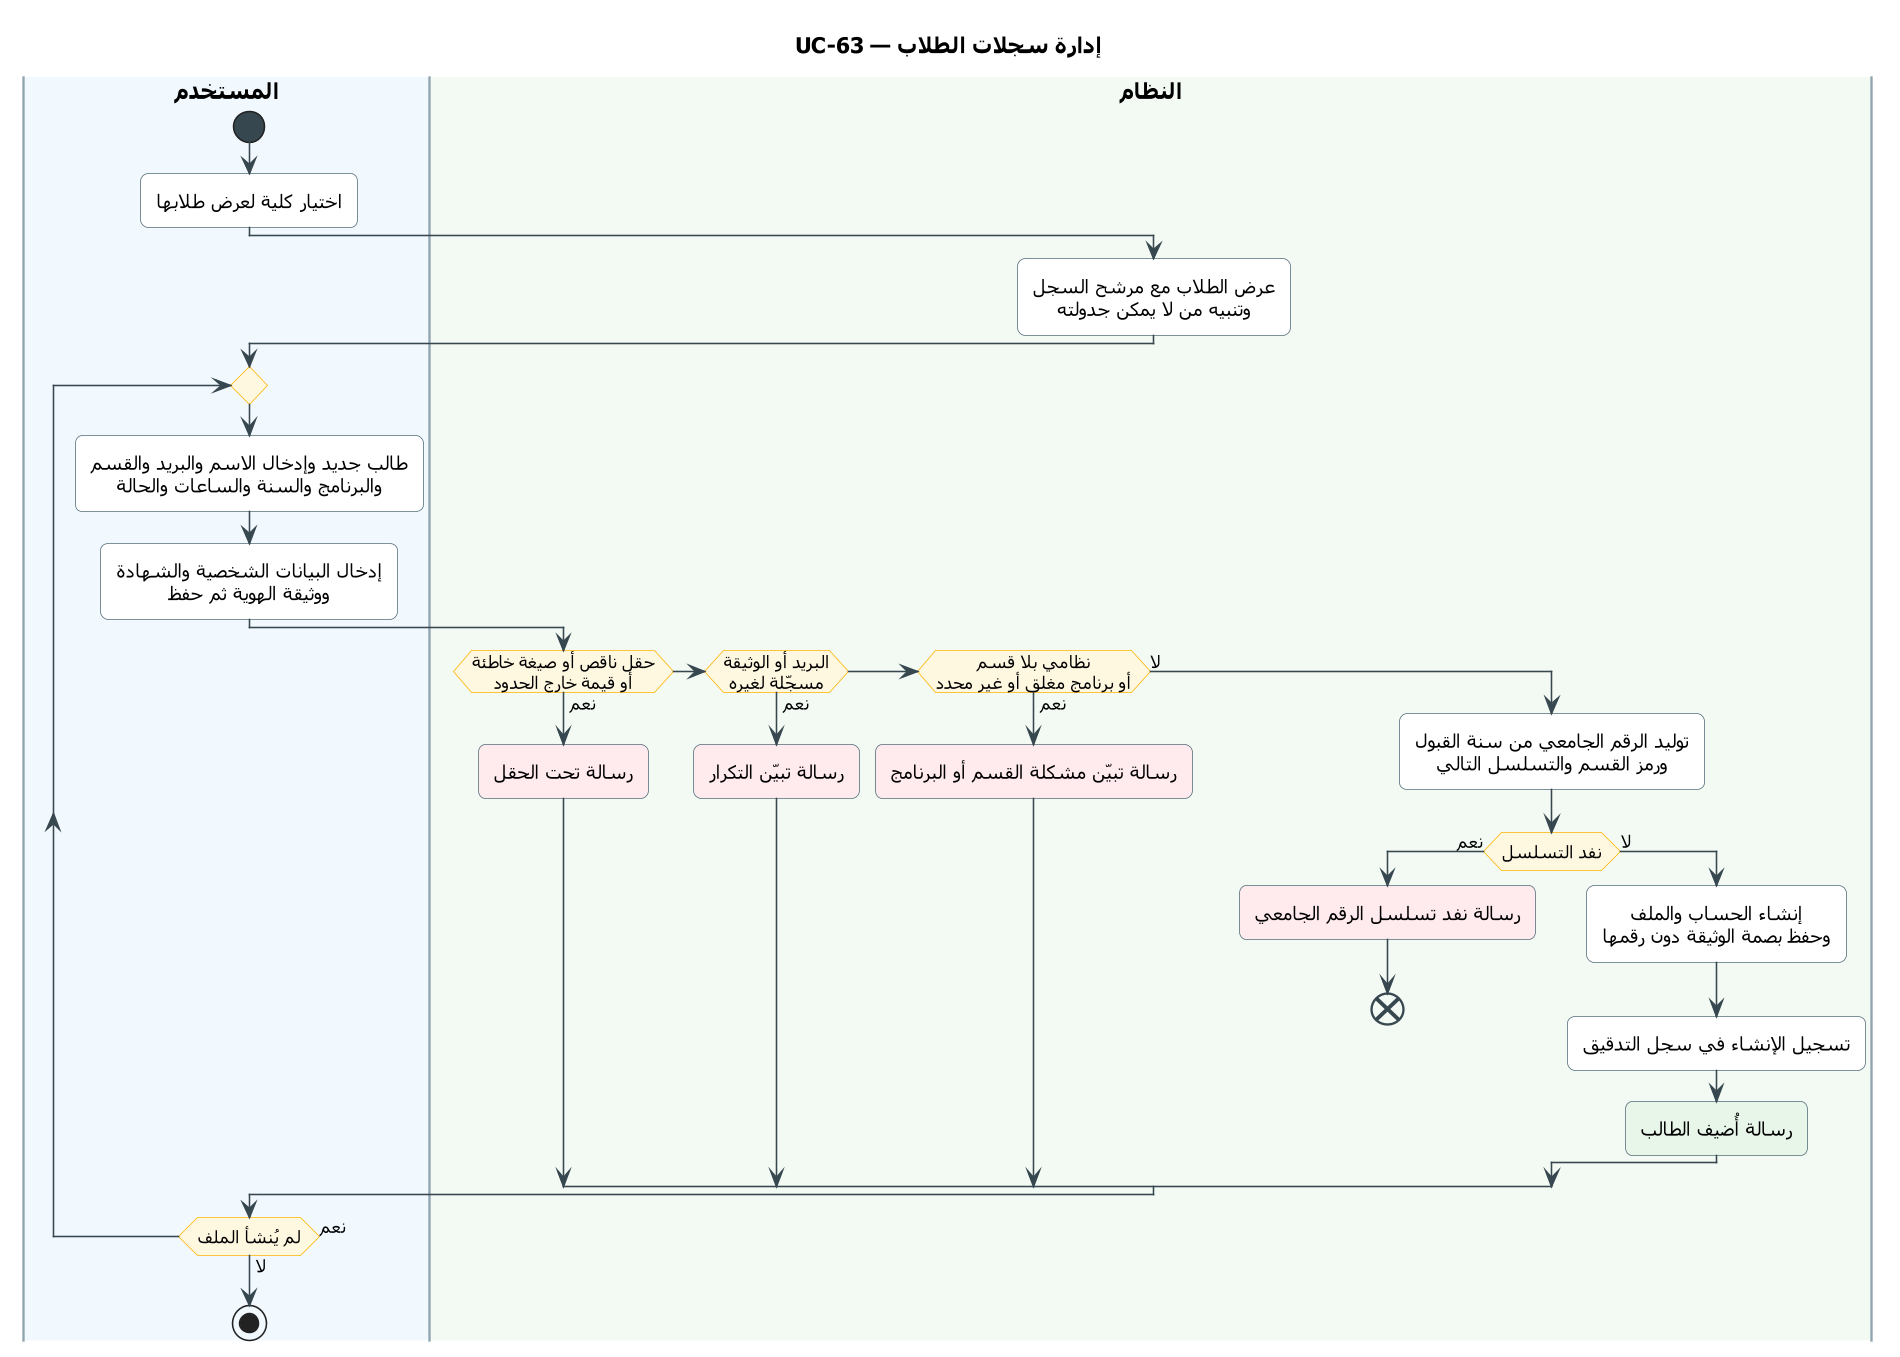 UC-63 — إدارة سجلات الطلاب
المستخدم
النظام
اختيار كلية لعرض طلابها
عرض الطلاب مع مرشح السجل
وتنبيه من لا يمكن جدولته
طالب جديد وإدخال الاسم والبريد والقسم
والبرنامج والسنة والساعات والحالة
إدخال البيانات الشخصية والشهادة
ووثيقة الهوية ثم حفظ
حقل ناقص أو صيغة خاطئة
أو قيمة خارج الحدود
نعم
البريد أو الوثيقة
مسجّلة لغيره
نعم
نظامي بلا قسم
أو برنامج مغلق أو غير محدد
نعم
لا
رسالة تحت الحقل
رسالة تبيّن التكرار
رسالة تبيّن مشكلة القسم أو البرنامج
توليد الرقم الجامعي من سنة القبول
ورمز القسم والتسلسل التالي
نفد التسلسل
نعم
لا
رسالة نفد تسلسل الرقم الجامعي
إنشاء الحساب والملف
وحفظ بصمة الوثيقة دون رقمها
تسجيل الإنشاء في سجل التدقيق
رسالة أُضيف الطالب
لم يُنشأ الملف
نعم
لا